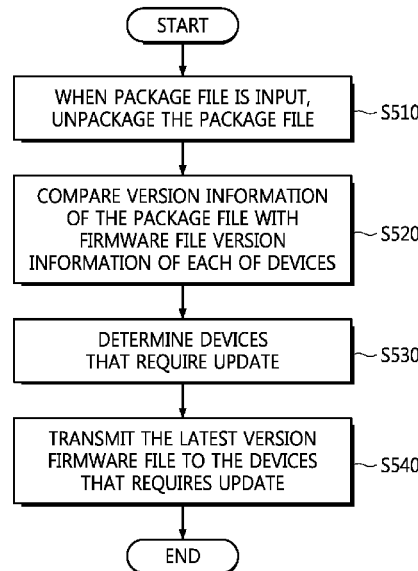 START
WHEN PACKAGE FILE IS INPUT,
UNPACKAGE THE PACKAGE FILE
S510
COMPARE VERSION INFORMATION
OF THE PACKAGE FILE WITH
FIRMWARE FILE VERSION
INFORMATION OF EACH OF DEVICES
S520
DETERMINE DEVICES
THAT REQUIRE UPDATE
S530
TRANSMIT THE LATEST VERSION
FIRMWARE FILE TO THE DEVICES
THAT REQUIRES UPDATE
S540
END